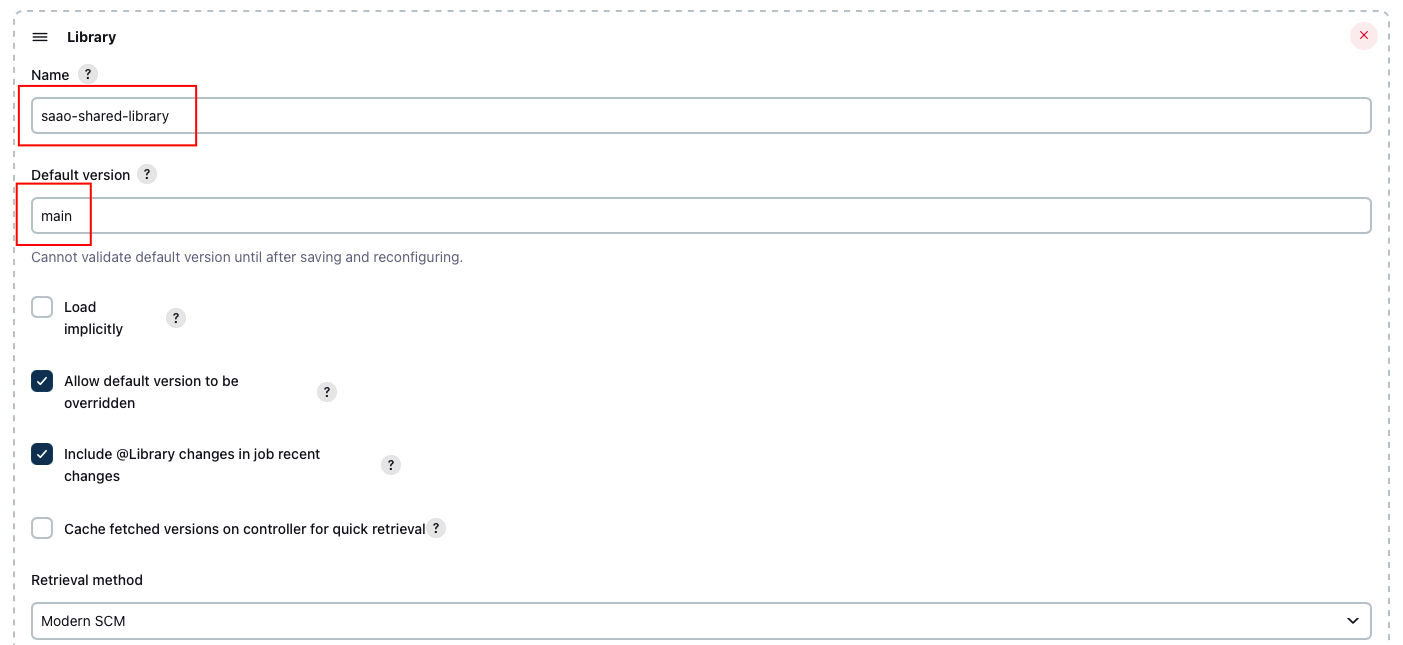 Library
Name ?
saao-shared-library
Default version ?
main
Cannot validate default version until after saving and reconfiguring.
Load
implicitly
?
Allow default version to be
overridden
?
Include @Library changes in job recent
changes
?
Cache fetched versions on controller for quick retrieval ?
Retrieval method
Modern SCM